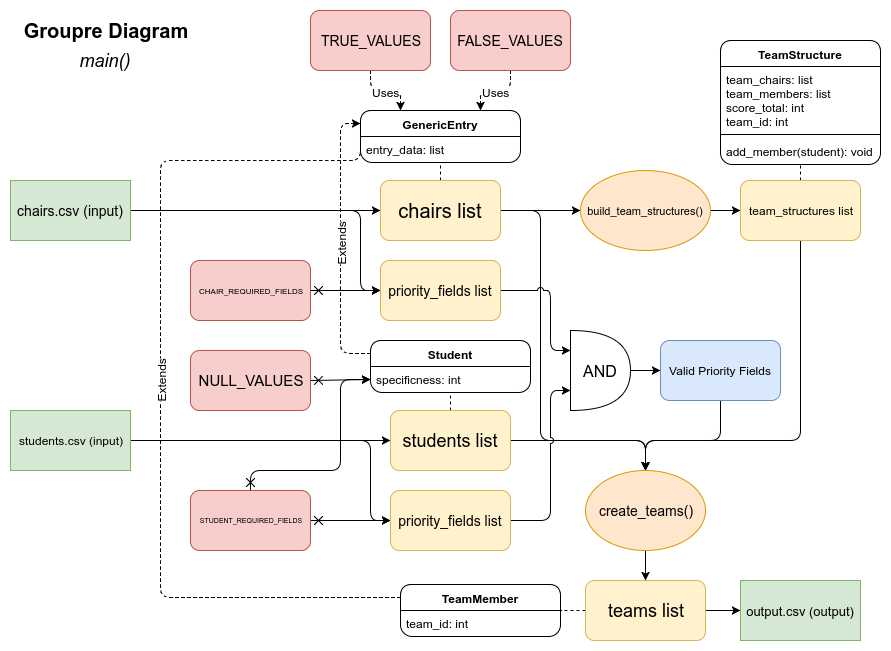 Groupre Diagram
main()
TRUE_VALUES
FALSE_VALUES
Uses
Uses
TeamStructure
team_chairs: list
team_members: list
score_total: int
team_id: int
add_member(student): void
GenericEntry
entry_data: list
chairs.csv (input)
chairs list
build_team_structures()
team_structures list
Extends
CHAIR_REQUIRED_FIELDS
priority_fields list
Student
specificness: int
NULL_VALUES
AND
Valid Priority Fields
Extends
students.csv (input)
students list
STUDENT_REQUIRED_FIELDS
priority_fields list
create_teams()
TeamMember
team_id: int
teams list
output.csv (output)